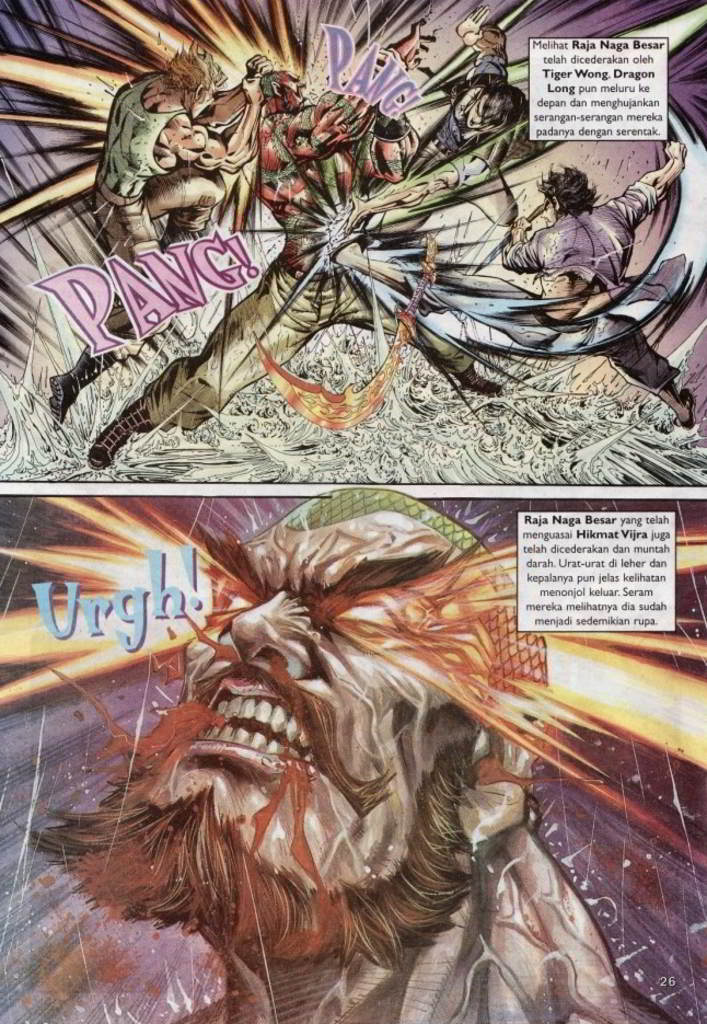 PANG!
Melihat Raja Naga Besar
telah dicederakan oleh
Tiger Wong, Dragon
Long pun meluru ke
depan dan menghujankan
serangan-serangan mereka
padanya dengan serentak.
PANG!
Raja Naga Besar yang telah
menguasai Hikmat Vijra juga
telah dicederakan dan muntah
darah. Urat-urat di leher dan
kepalanya pun jelas kelihatan
menonjol keluar. Seram
mereka melihatnya dia sudah
menjadi sedemikian rupa.
Urgh!
26